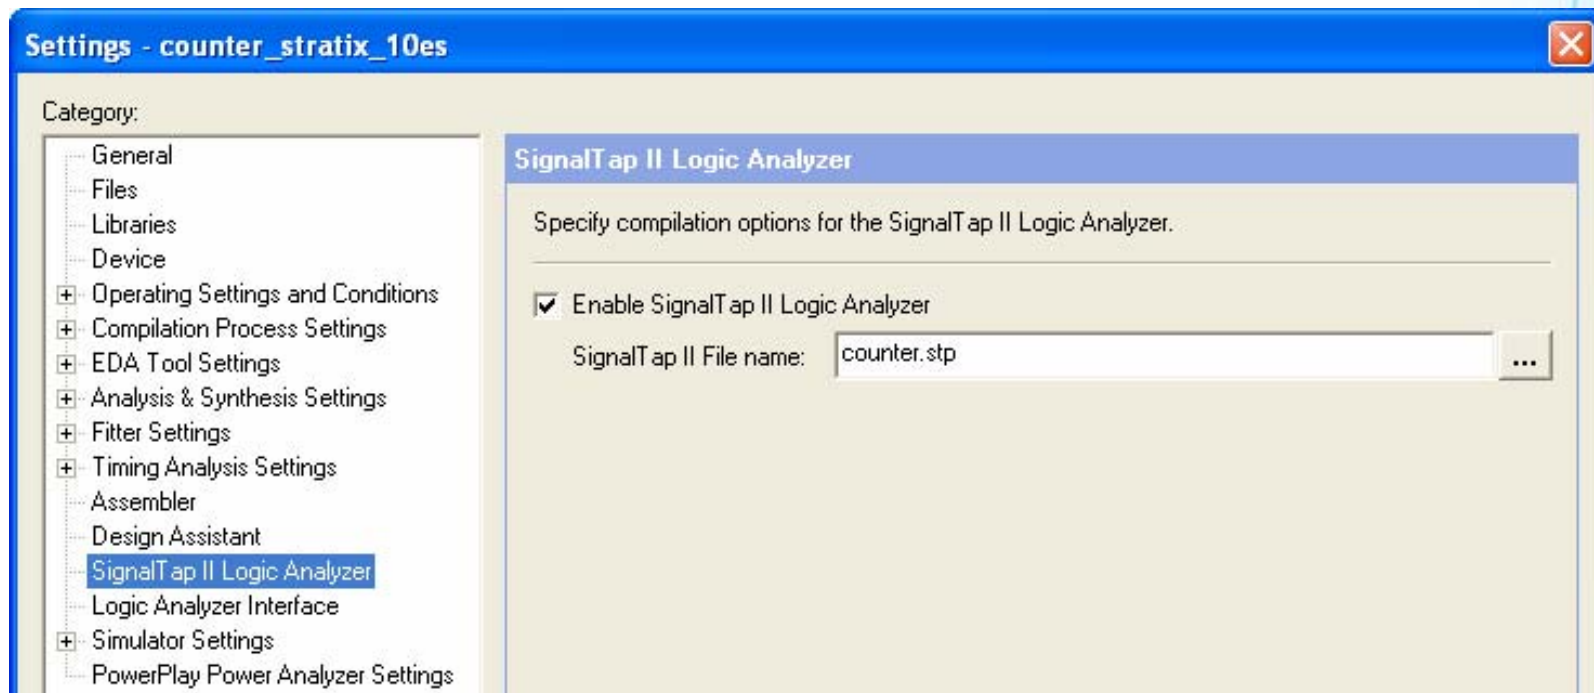 Settings - counter_stratix_10es
Category:
General
Files
Libraries
Device
Operating Settings and Conditions
Compilation Process Settings
EDA Tool Settings
Analysis & Synthesis Settings
Fitter Settings
Timing Analysis Settings
Assembler
Design Assistant
SignalTap II Logic Analyzer
Logic Analyzer Interface
Simulator Settings
PowerPlay Power Analyzer Settings
SignalTap II Logic Analyzer
Specify compilation options for the SignalTap II Logic Analyzer.
Enable SignalTap II Logic Analyzer
SignalTap II File name: counter.stp ...